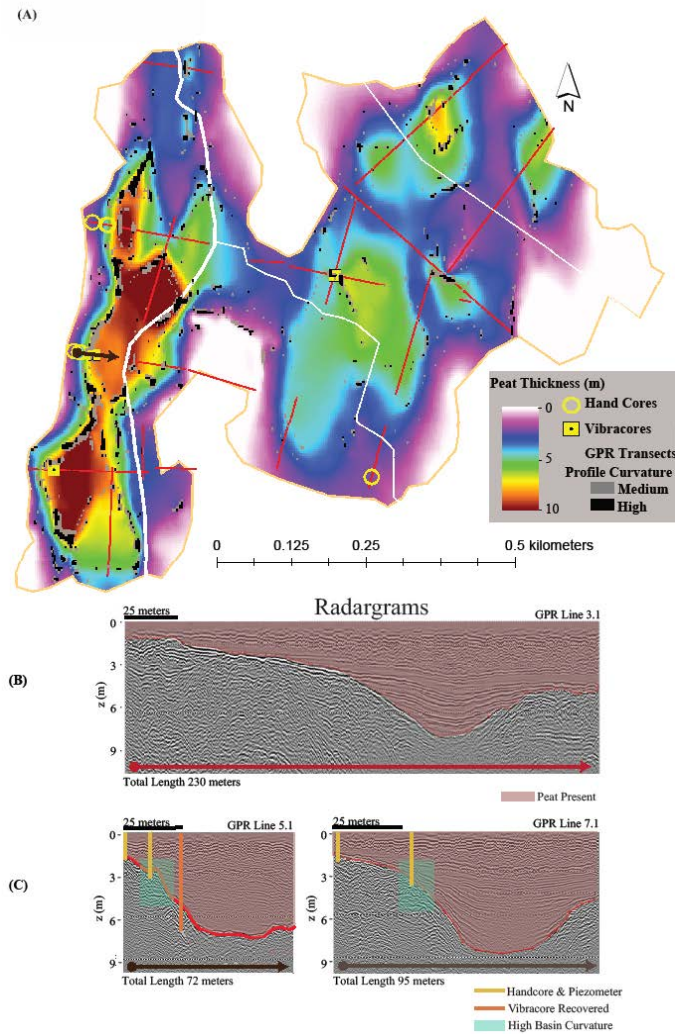 (A)
N
Peat Thickness (m)
0
5
10
Hand Cores
Vibracores
GPR Transects
Profile Curvature
Medium
High
0 0.125 0.25 0.5 kilometers
Radargrams
25 meters
GPR Line 3.1
(B)
0
3
6
9
z (m)
Total Length 230 meters
Peat Present
(C)
25 meters
GPR Line 5.1
0
3
6
9
z (m)
Total Length 72 meters
25 meters
GPR Line 7.1
0
3
6
9
z (m)
Total Length 95 meters
Handcore & Piezometer
Vibracore Recovered
High Basin Curvature